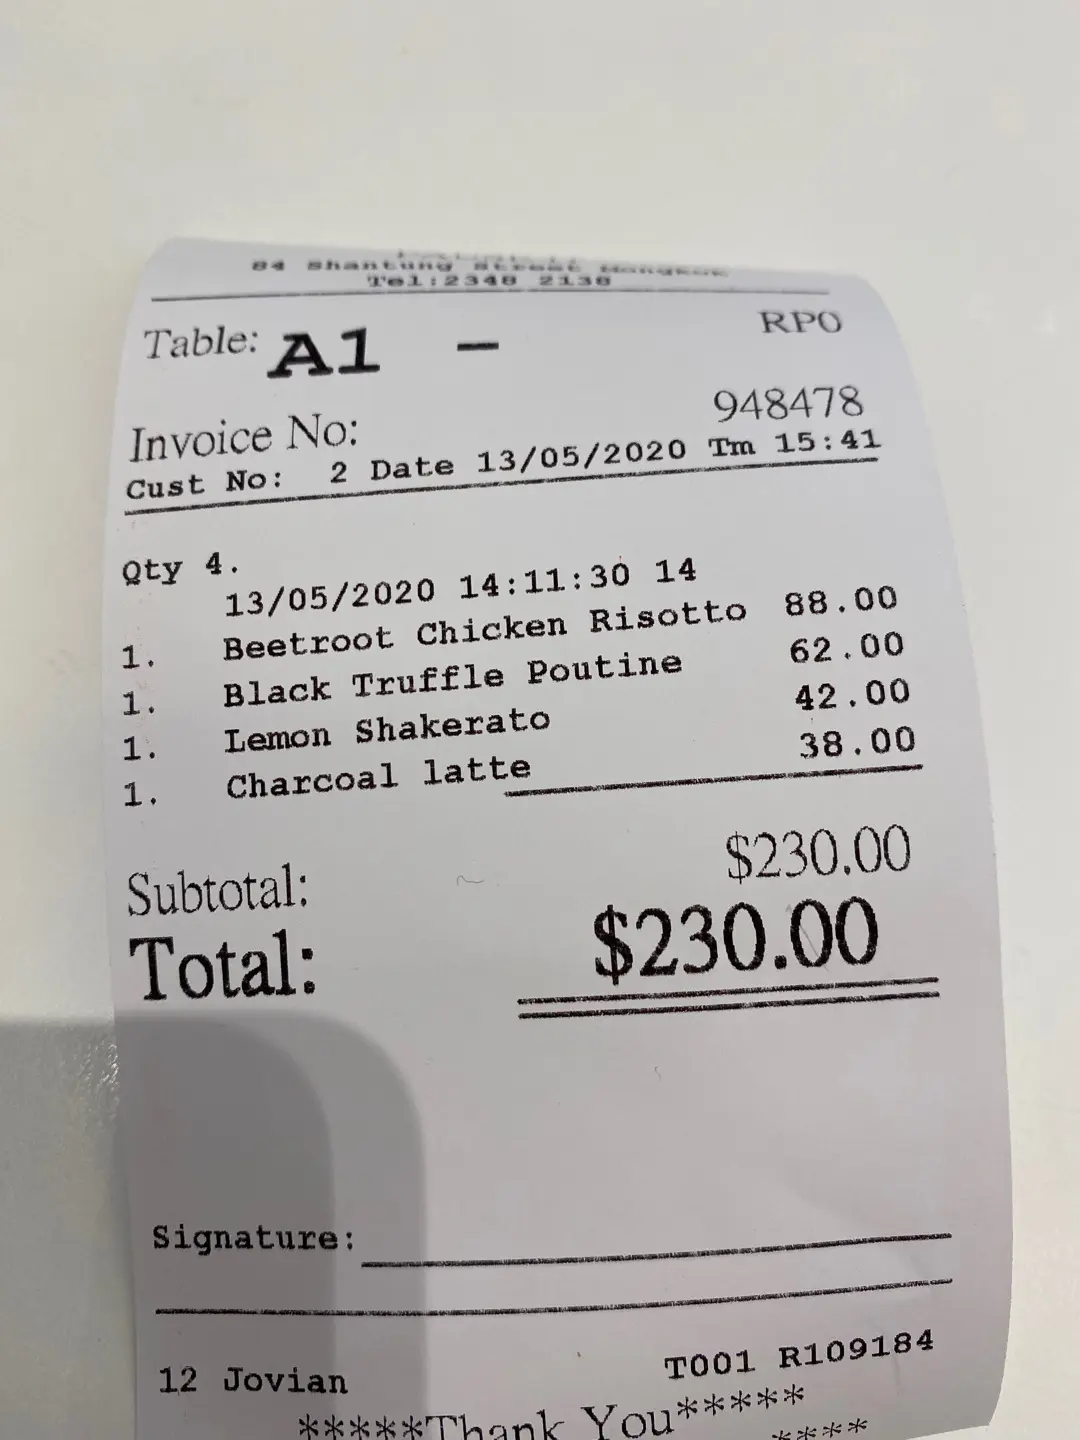 84 Shantung Street Mongkok
Tel:2348 2138
Table: A1 - RP0
Invoice No: 948478
Cust No: 2 Date 13/05/2020 Tm 15:41
Qty 4.
13/05/2020 14:11:30 14
1. Beetroot Chicken Risotto 88.00
1. Black Truffle Poutine 62.00
1. Lemon Shakerato 42.00
1. Charcoal latte 38.00
Subtotal: $230.00
Total: $230.00
Signature:
12 Jovian T001 R109184
*****Thank You*****
****